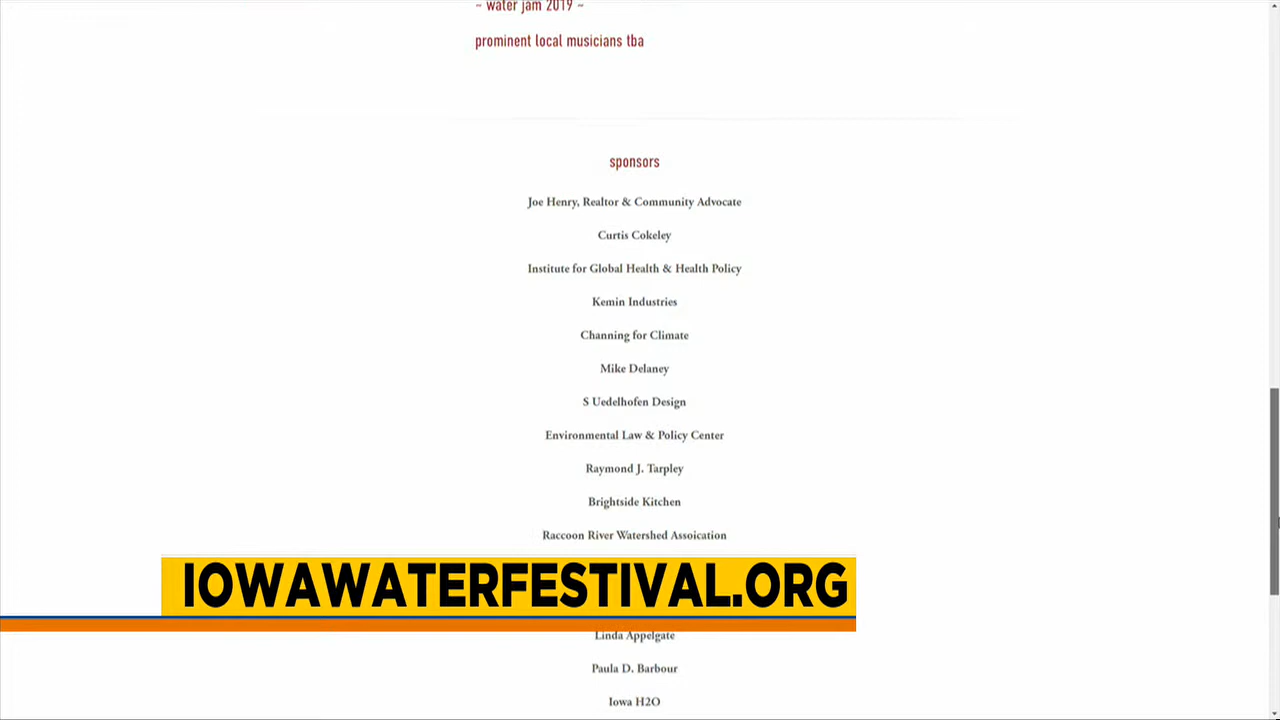 ~ water jam 2019 ~
prominent local musicians tba
sponsors
Joe Henry, Realtor & Community Advocate
Curtis Cokeley
Institute for Global Health & Health Policy
Kemin Industries
Channing for Climate
Mike Delaney
S Uedelhofen Design
Environmental Law & Policy Center
Raymond J. Tarpley
Brightside Kitchen
Raccoon River Watershed Assoication
IOWAWATERFESTIVAL.ORG
Linda Appelgate
Paula D. Barbour
Iowa H2O